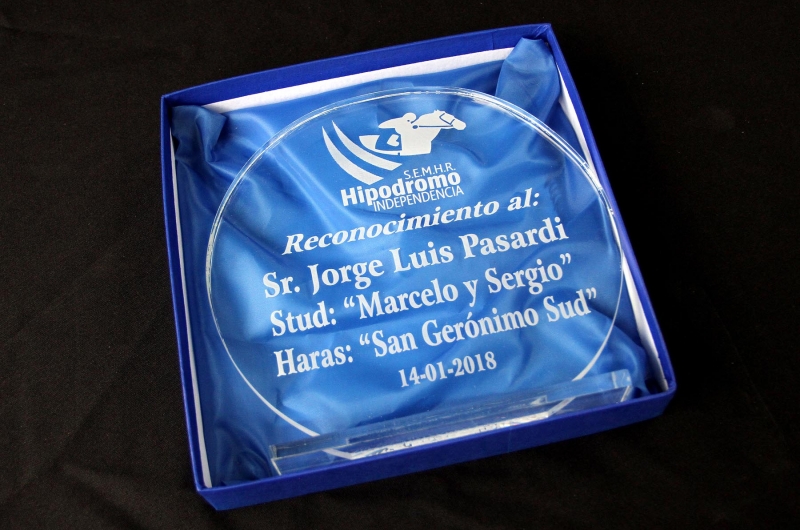 S.E.M.H.R.
Hipodromo
INDEPENDENCIA
Reconocimiento al:
Sr. Jorge Luis Pasardi
Stud: “Marcelo y Sergio”
Haras: “San Gerónimo Sud”
14-01-2018